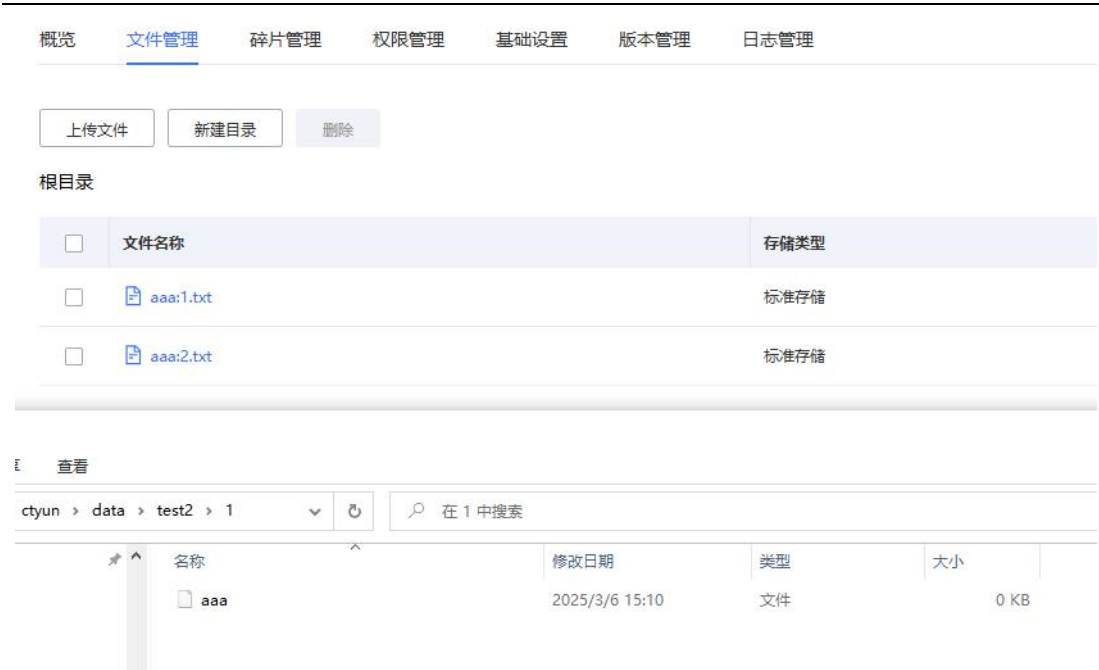 概览 文件管理 碎片管理 权限管理 基础设置 版本管理 日志管理
上传文件 新建目录 删除
根目录
文件名称 存储类型
aaa:1.txt 标准存储
aaa:2.txt 标准存储
查看
ctyun › data › test2 › 1 在 1 中搜索
名称 修改日期 类型 大小
aaa 2025/3/6 15:10 文件 0 KB